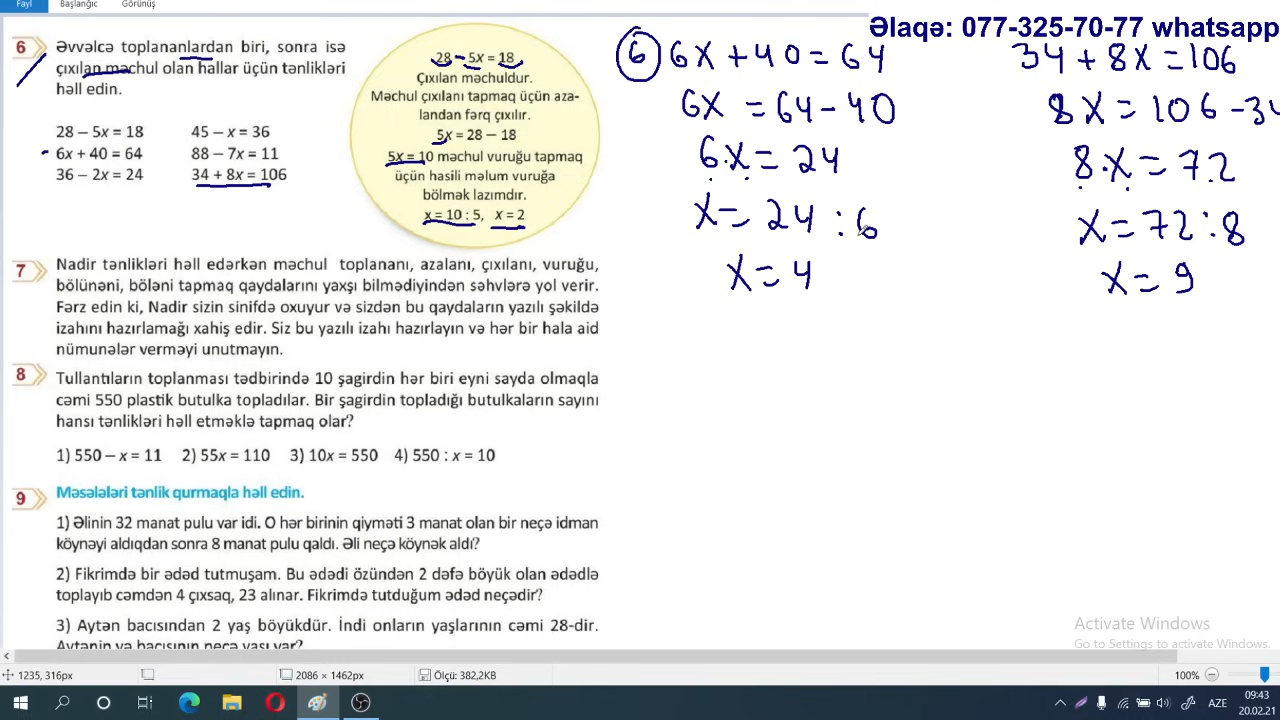 Fayl Başlanğıc Görünüş
Əlaqə: 077-325-70-77 whatsapp
6 Əvvəlcə toplananlardan biri, sonra isə
çıxılan məchul olan hallar üçün tənlikləri
həll edin.
28 – 5x = 18 45 – x = 36
6x + 40 = 64 88 – 7x = 11
36 – 2x = 24 34 + 8x = 106
28 – 5x = 18
Çıxılan məchuldur.
Məchul çıxılanı tapmaq üçün aza-
landan fərq çıxılır.
5x = 28 – 18
5x = 10 məchul vuruğu tapmaq
üçün hasili məlum vuruğa
bölmək lazımdır.
x = 10 : 5, x = 2
6 6x + 40 = 64
6x = 64 - 40
6·x = 24
x = 24 : 6
x = 4
34 + 8x = 106
8x = 106 - 34
8·x = 72
x = 72 : 8
x = 9
7 Nadir tənlikləri həll edərkən məchul toplananı, azalanı, çıxılanı, vuruğu,
bölünəni, böləni tapmaq qaydalarını yaxşı bilmədiyindən səhvlərə yol verir.
Fərz edin ki, Nadir sizin sinifdə oxuyur və sizdən bu qaydaların yazılı şəkildə
izahını hazırlamağı xahiş edir. Siz bu yazılı izahı hazırlayın və hər bir hala aid
nümunələr verməyi unutmayın.
8 Tullantıların toplanması tədbirində 10 şagirdin hər biri eyni sayda olmaqla
cəmi 550 plastik butulka topladılar. Bir şagirdin topladığı butulkaların sayını
hansı tənlikləri həll etməklə tapmaq olar?
1) 550 – x = 11 2) 55x = 110 3) 10x = 550 4) 550 : x = 10
9 Məsələləri tənlik qurmaqla həll edin.
1) Əlinin 32 manat pulu var idi. O hər birinin qiyməti 3 manat olan bir neçə idman
köynəyi aldıqdan sonra 8 manat pulu qaldı. Əli neçə köynək aldı?
2) Fikrimdə bir ədəd tutmuşam. Bu ədədi özündən 2 dəfə böyük olan ədədlə
toplayıb cəmdən 4 çıxsaq, 23 alınar. Fikrimdə tutduğum ədəd neçədir?
3) Aytən bacısından 2 yaş böyükdür. İndi onların yaşlarının cəmi 28-dir.
Aytənin və bacısının neçə yaşı var?
Activate Windows
Go to Settings to activate Windows.
1235, 316px 2086 × 1462px Ölçü: 382,2KB 100%
AZE 09:43
20.02.21